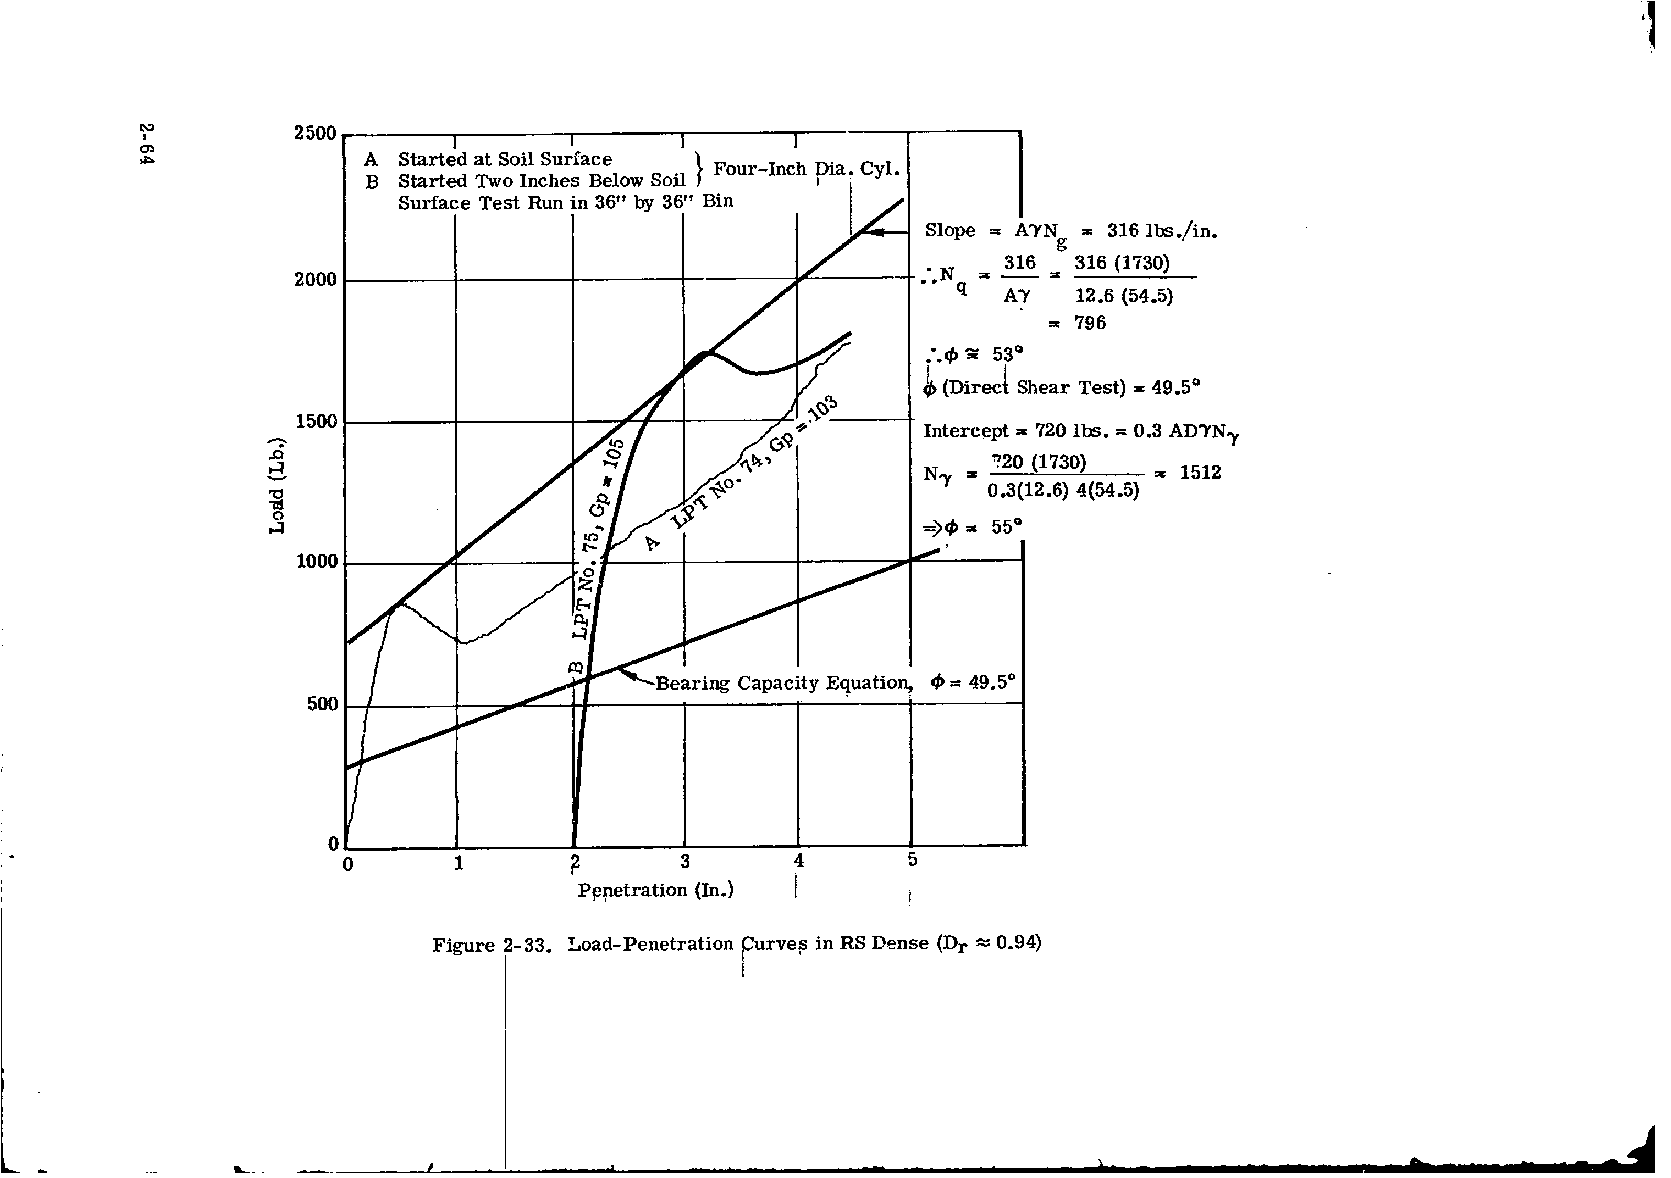 2-64
2500
A Started at Soil Surface
B Started Two Inches Below Soil } Four-Inch Dia. Cyl.
Surface Test Run in 36" by 36" Bin
Slope = AγNg = 316 lbs./in.
∴Nq = 316/Aγ = 316 (1730)/12.6 (54.5)
= 796
∴φ ≅ 53°
φ (Direct Shear Test) = 49.5°
Intercept = 720 lbs. = 0.3 ADγNγ
Nγ = 720 (1730)/0.3(12.6) 4(54.5) = 1512
⇒φ = 55°
2000
1500
1000
500
0
Load (Lb.)
A LPT No. 74, Gp = 103
B LPT No. 75, Gp = 105
Bearing Capacity Equation, Φ = 49.5°
0 1 2 3 4 5
Penetration (In.)
Figure 2-33. Load-Penetration Curves in RS Dense (Dr ≈ 0.94)